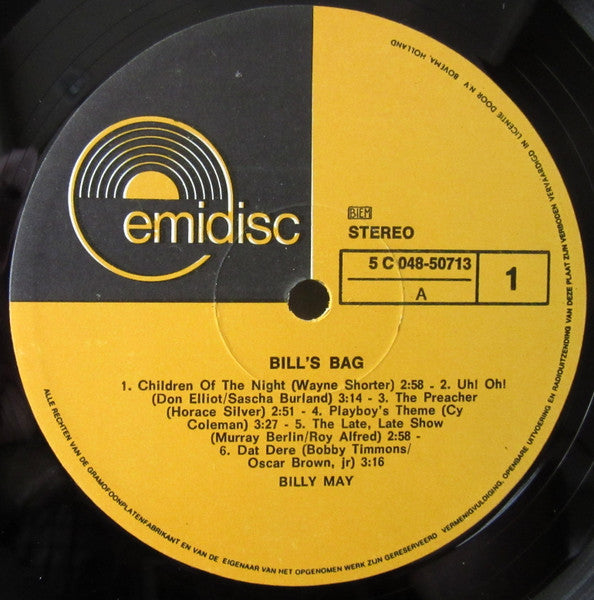 emidisc
BIEM
STEREO
5 C 048-50713
A
1
BILL'S BAG
1. Children Of The Night (Wayne Shorter) 2:58 - 2. Uh! Oh!
(Don Elliot/Sascha Burland) 3:14 - 3. The Preacher
(Horace Silver) 2:51 - 4. Playboy's Theme (Cy
Coleman) 3:27 - 5. The Late, Late Show
(Murray Berlin/Roy Alfred) 2:58 -
6. Dat Dere (Bobby Timmons/
Oscar Brown, jr) 3:16
BILLY MAY
ALLE RECHTEN VAN DE GRAMOFOONPLATENFABRIKANT EN VAN DE EIGENAAR VAN HET OPGENOMEN WERK ZIJN GERESERVEERD VERMENIGVULDIGING, OPENBARE UITVOERING EN RADIOUITZENDING VAN DEZE PLAAT ZIJN VERBODEN VERVAARDIGD IN LICENTIE DOOR N.V. BOVEMA, HOLLAND